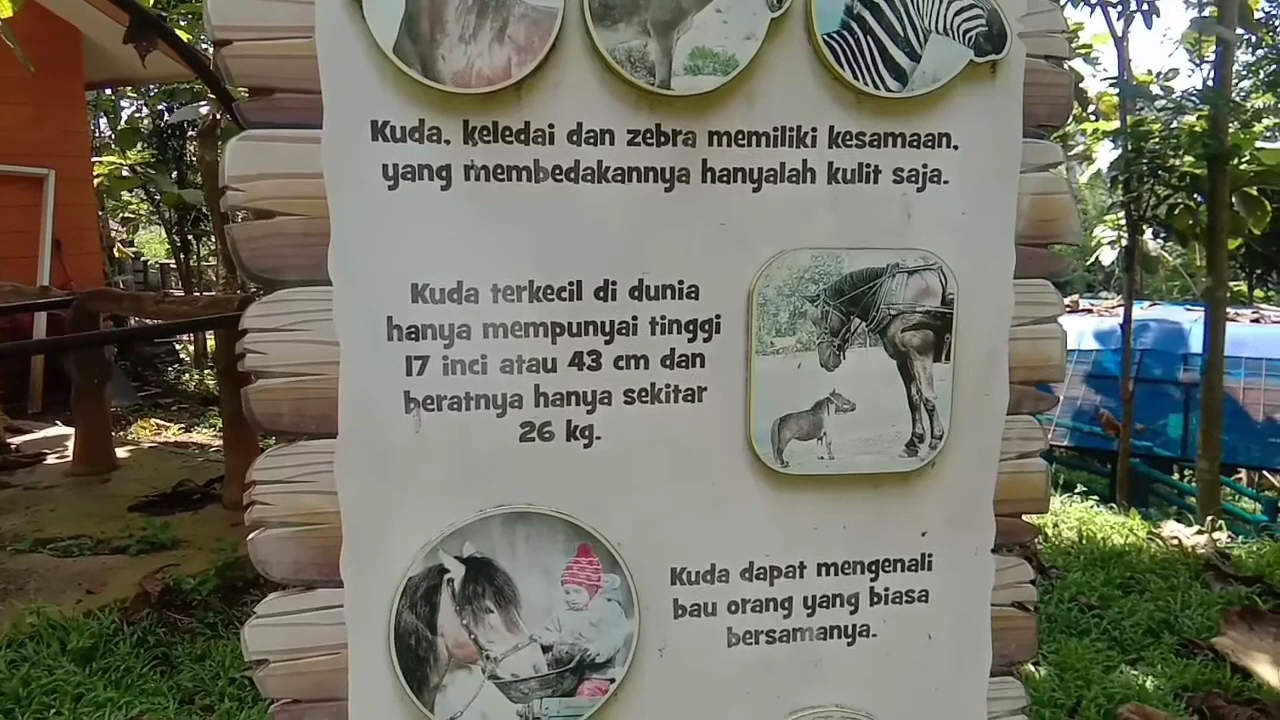 Kuda, keledai dan zebra memiliki kesamaan,
yang membedakannya hanyalah kulit saja.
Kuda terkecil di dunia
hanya mempunyai tinggi
17 inci atau 43 cm dan
beratnya hanya sekitar
26 kg.
Kuda dapat mengenali
bau orang yang biasa
bersamanya.